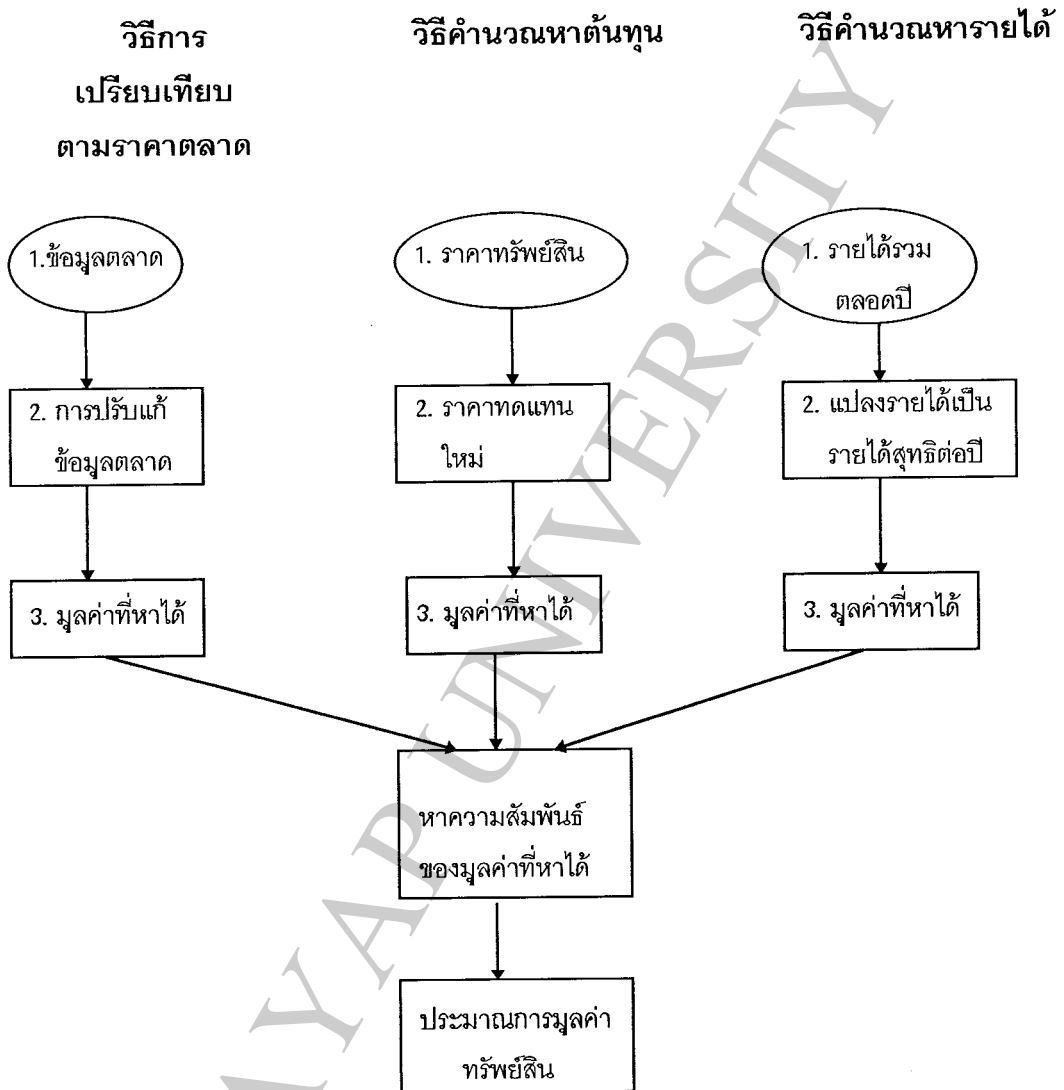 วิธีการ
เปรียบเทียบ
ตามราคาตลาด
วิธีคำนวณหาต้นทุน
วิธีคำนวณหารายได้
1.ข้อมูลตลาด
1. ราคาทรัพย์สิน
1. รายได้รวม
ตลอดปี
2. การปรับแก้
ข้อมูลตลาด
2. ราคาทดแทน
ใหม่
2. แปลงรายได้เป็น
รายได้สุทธิต่อปี
3. มูลค่าที่หาได้
3. มูลค่าที่หาได้
3. มูลค่าที่หาได้
หาความสัมพันธ์
ของมูลค่าที่หาได้
ประมาณการมูลค่า
ทรัพย์สิน
AYAP UNIVERSITY